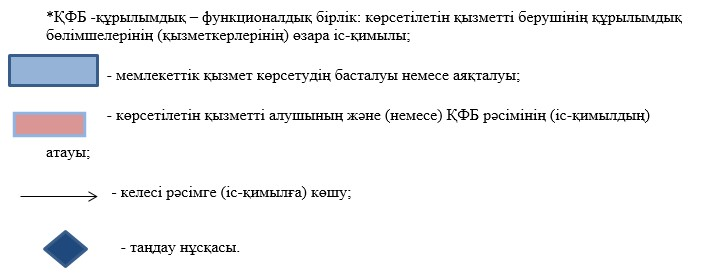 *ҚФБ -құрылымдық – функционалдық бірлік: көрсетілетін қызметті берушінің құрылымдық
бөлімшелерінің (қызметкерлерінің) өзара іс-қимылы;
- мемлекеттік қызмет көрсетудің басталуы немесе аяқталуы;
- көрсетілетін қызметті алушының және (немесе) ҚФБ рәсімінің (іс-қимылдың)
атауы;
- келесі рәсімге (іс-қимылға) көшу;
- таңдау нұсқасы.